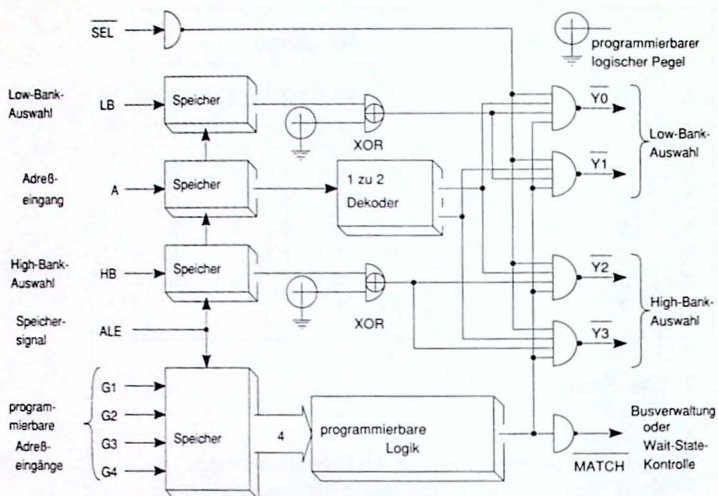 SEL
programmierbarer
logischer Pegel
Low-Bank-
Auswahl
LB
Speicher
XOR
Y0
Y1
Low-Bank-
Auswahl
Adreß-
eingang
A
Speicher
1 zu 2
Dekoder
High-Bank-
Auswahl
HB
Speicher
XOR
Y2
Y3
High-Bank-
Auswahl
Speicher-
signal
ALE
program-
mierbare
Adreß-
eingänge
G1
G2
G3
G4
Speicher
4
programmierbare
Logik
MATCH
Busverwaltung
oder
Wait-State-
Kontrolle